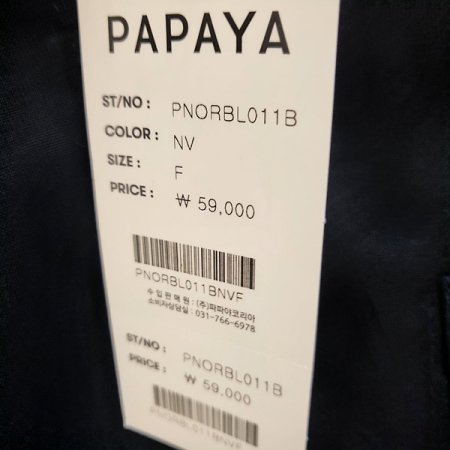 PAPAYA
ST/NO : PNORBL011B
COLOR : NV
SIZE : F
PRICE : ₩ 59,000
PNORBL011BNVF
수 입 판 매 원 : (주)파파야코리아
소비자상담실 : 031-766-6978
ST/NO : PNORBL011B
PRICE : ₩ 59,000
PNORBL011BNVF